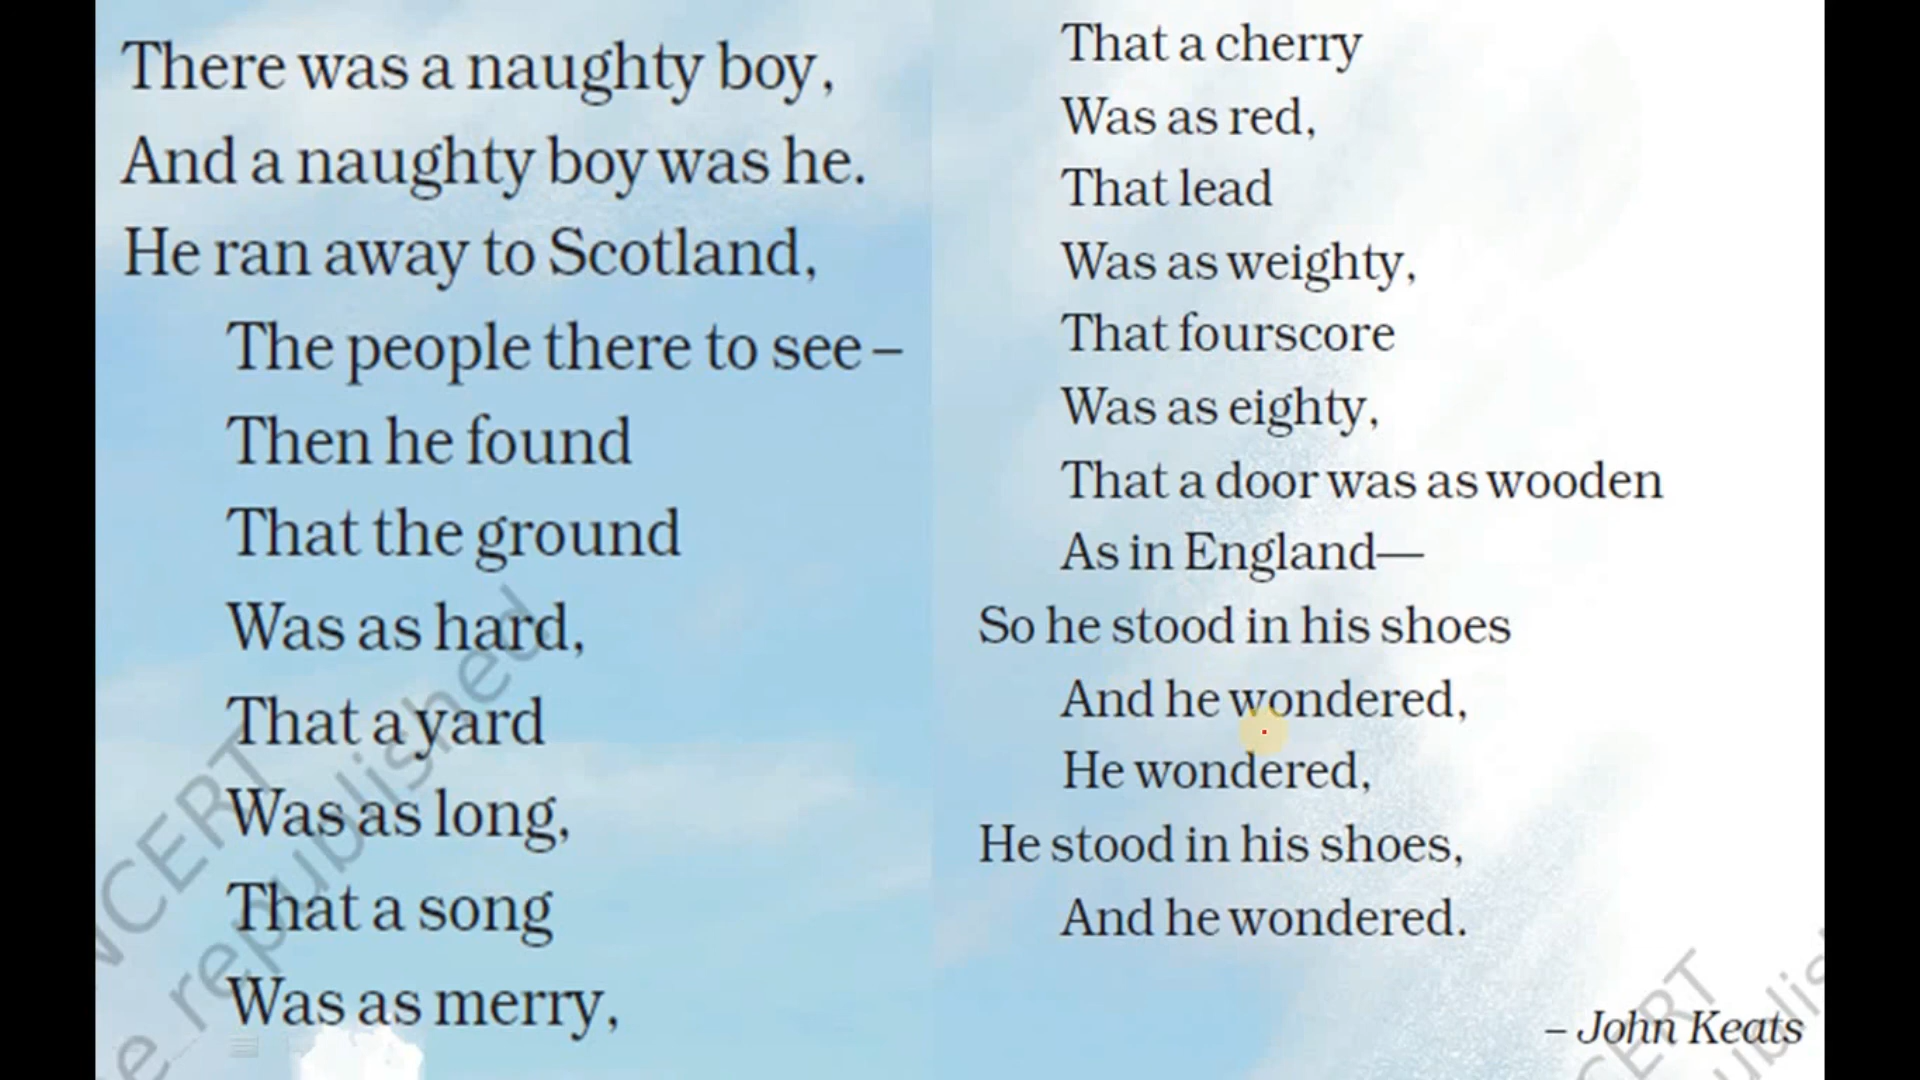 There was a naughty boy,
And a naughty boy was he.
He ran away to Scotland,
The people there to see –
Then he found
That the ground
Was as hard,
That a yard
Was as long,
That a song
Was as merry,
That a cherry
Was as red,
That lead
Was as weighty,
That fourscore
Was as eighty,
That a door was as wooden
As in England—
So he stood in his shoes
And he wondered,
He wondered,
He stood in his shoes,
And he wondered.
– John Keats
NCERT
e republished
CERT
publis